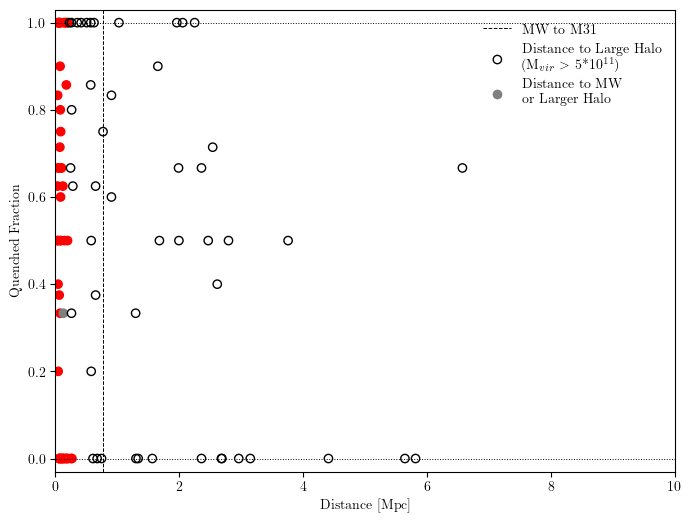 MW to M31
Distance to Large Halo
(M$_{vir}$ > 5*10$^{11}$)
Distance to MW
or Larger Halo
1.0
0.8
0.6
0.4
0.2
0.0
Quenched Fraction
0 2 4 6 8 10
Distance [Mpc]